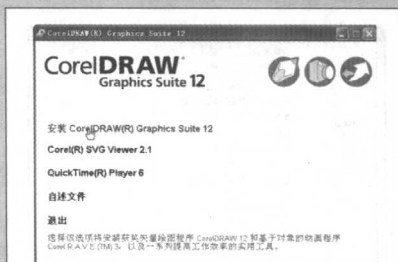 CorelDRAW(R) Graphics Suite 12
CorelDRAW
Graphics Suite 12
安装 CorelDRAW(R) Graphics Suite 12
Corel(R) SVG Viewer 2.1
QuickTime(R) Player 6
自述文件
退出
选择该选项将安装获奖矢量绘图程序 CorelDRAW 12 和基于对象的动画程序
Corel R.A.V.E.(TM) 3，以及一系列提高工作效率的实用工具。